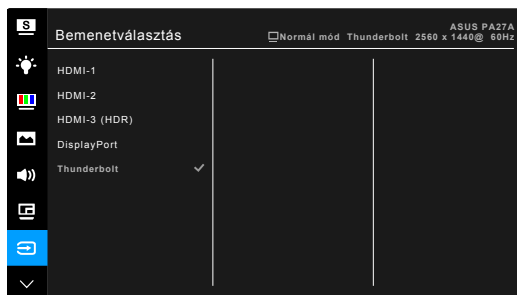 S
ASUS PA27A
Bemenetválasztás
Normál mód Thunderbolt 2560 x 1440@ 60Hz
HDMI-1
HDMI-2
HDMI-3 (HDR)
DisplayPort
Thunderbolt